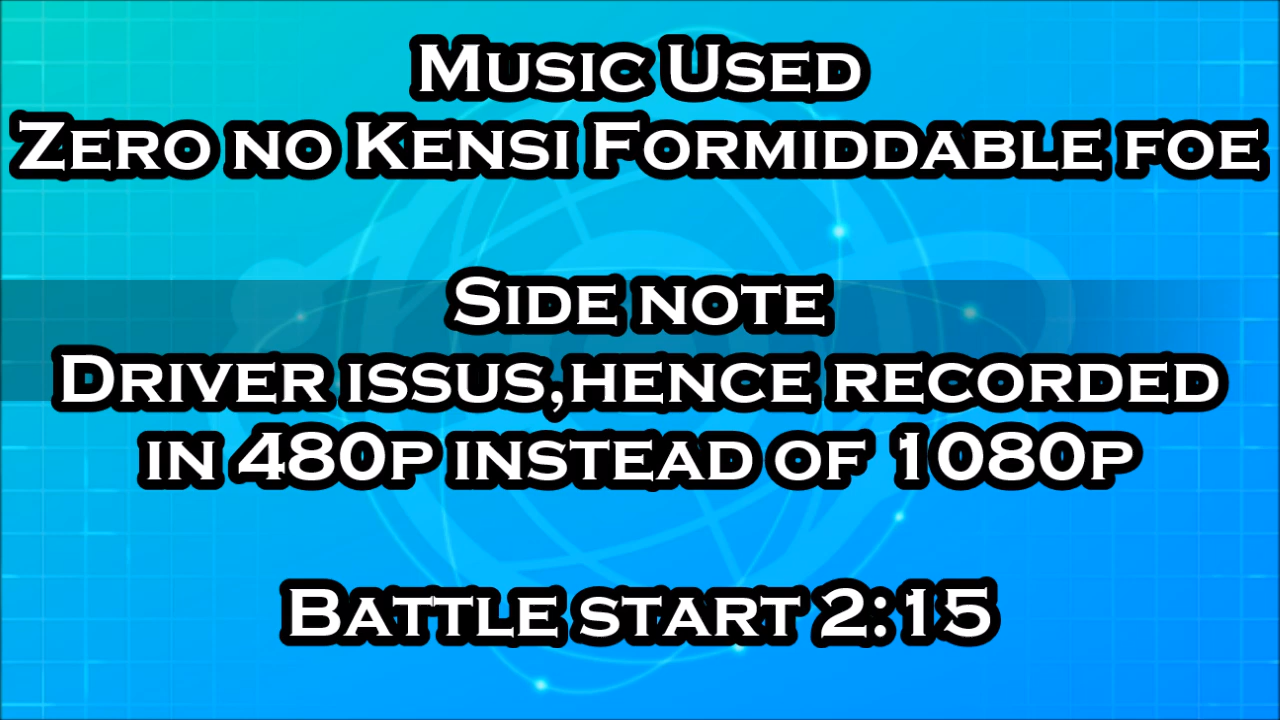 Music Used
Zero no Kensi Formiddable foe
Side note
Driver issus,hence recorded
in 480p instead of 1080p
Battle start 2:15